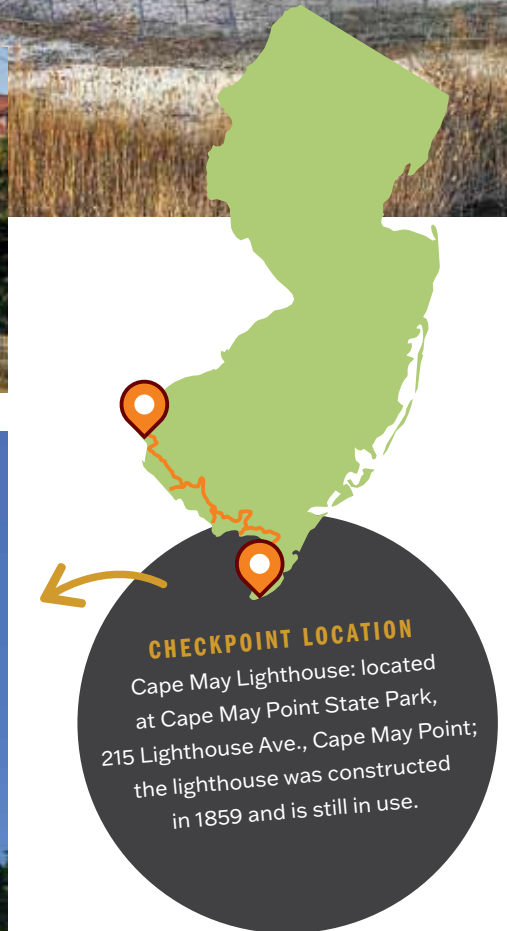 CHECKPOINT LOCATION
Cape May Lighthouse: located
at Cape May Point State Park,
215 Lighthouse Ave., Cape May Point;
the lighthouse was constructed
in 1859 and is still in use.